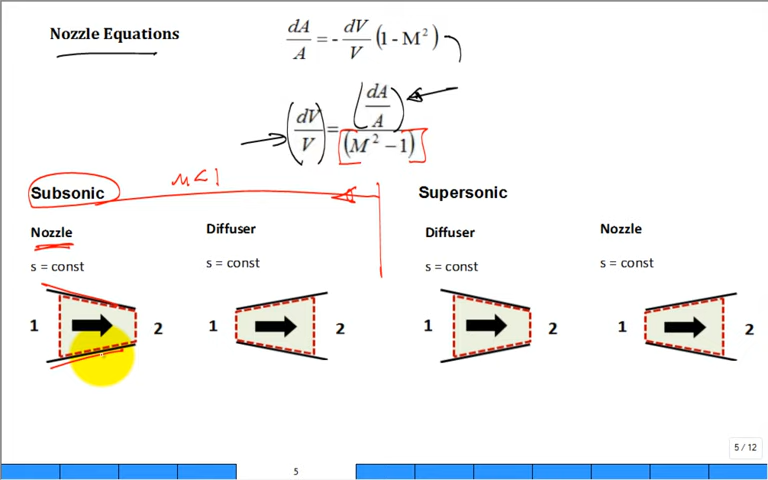 Nozzle Equations
dA/A = - dV/V (1 - M²)
(dV/V) = (dA/A) / (M² - 1)
M < 1
Subsonic
Supersonic
Nozzle
Diffuser
Diffuser
Nozzle
s = const
s = const
s = const
s = const
1
2
1
2
1
2
1
2
5 / 12
5